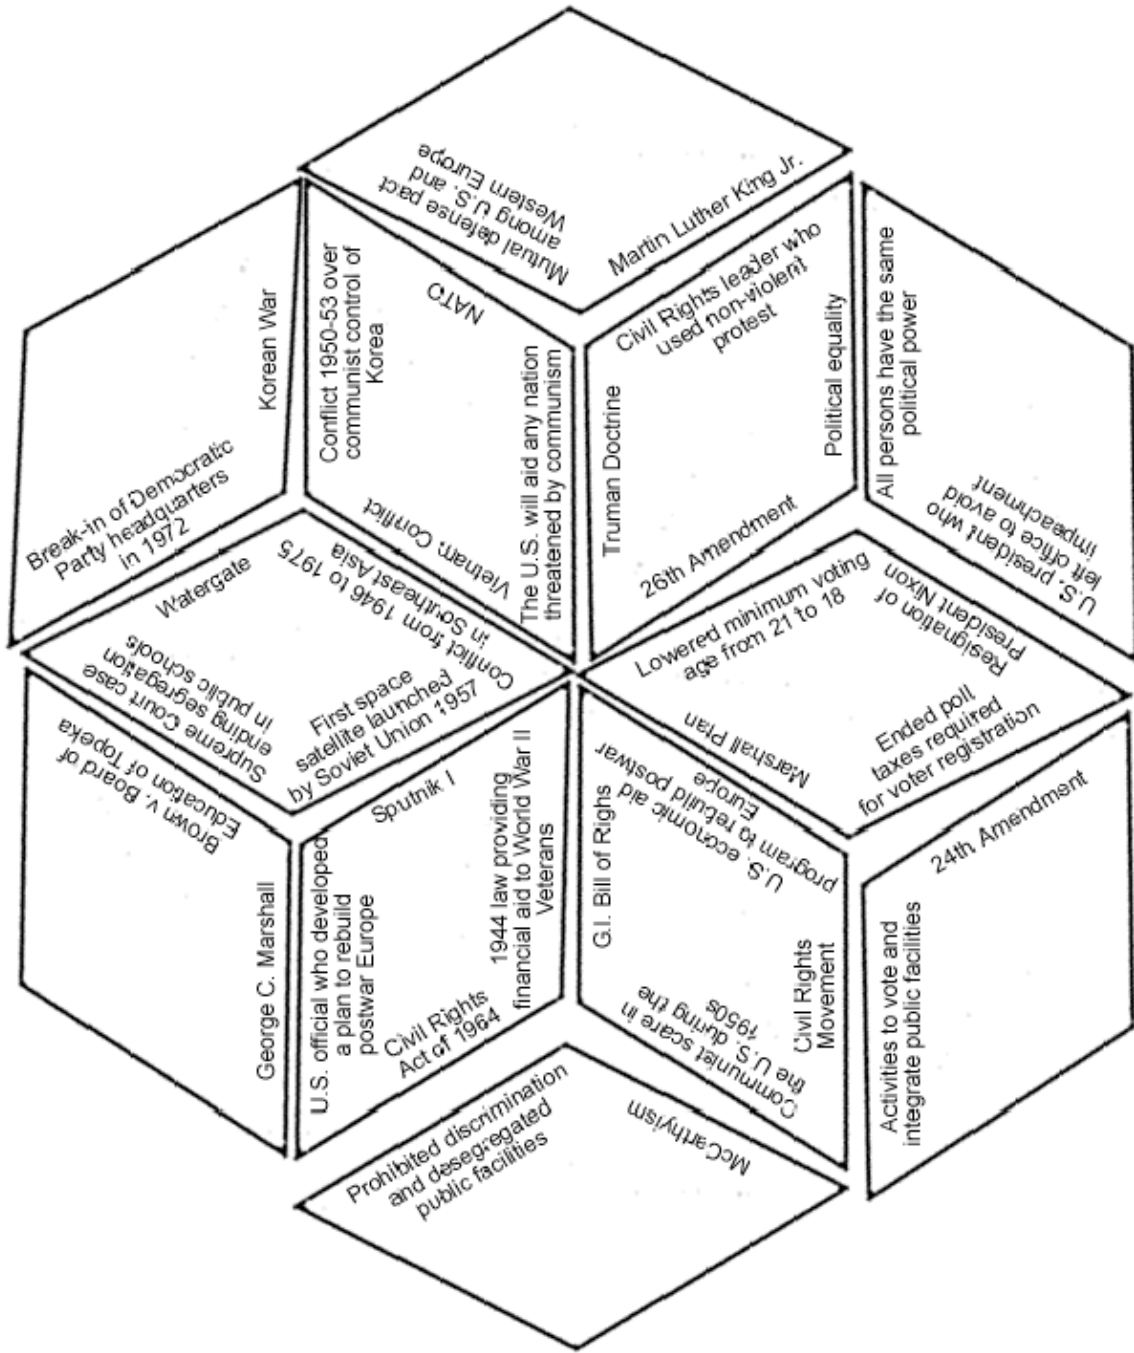 Mutual defense pact
among U.S. and
Western Europe
Martin Luther King Jr.
Korean War
Break-in of Democratic
Party headquarters
in 1972
Conflict 1950-53 over
communist control of
Korea
NATO
Vietnam Conflict
The U.S. will aid any nation
threatened by communism
Civil Rights leader who
used non-violent
protest
Truman Doctrine
Political equality
26th Amendment
All persons have the same
political power
U.S. president who
left office to avoid
impeachment
Watergate
Conflict from 1946 to 1975
in Southeast Asia
Supreme Court case
ending segregation
in public schools
First space
satellite launched
by Soviet Union 1957
Lowered minimum voting
age from 21 to 18
Resignation of
President Nixon
Marshall Plan
Ended poll
taxes required
for voter registration
Brown v. Board of
Education of Topeka
George C. Marshall
Sputnik I
U.S. official who developed
a plan to rebuild
postwar Europe
1944 law providing
financial aid to World War II
Veterans
Civil Rights
Act of 1964
G.I. Bill of Righs
U.S. economic aid
program to rebuild postwar
Europe
Communist scare in
the U.S. during the
1950s
Civil Rights
Movement
24th Amendment
Activities to vote and
integrate public facilities
Prohibited discrimination
and desegregated
public facilities
McCarthyism